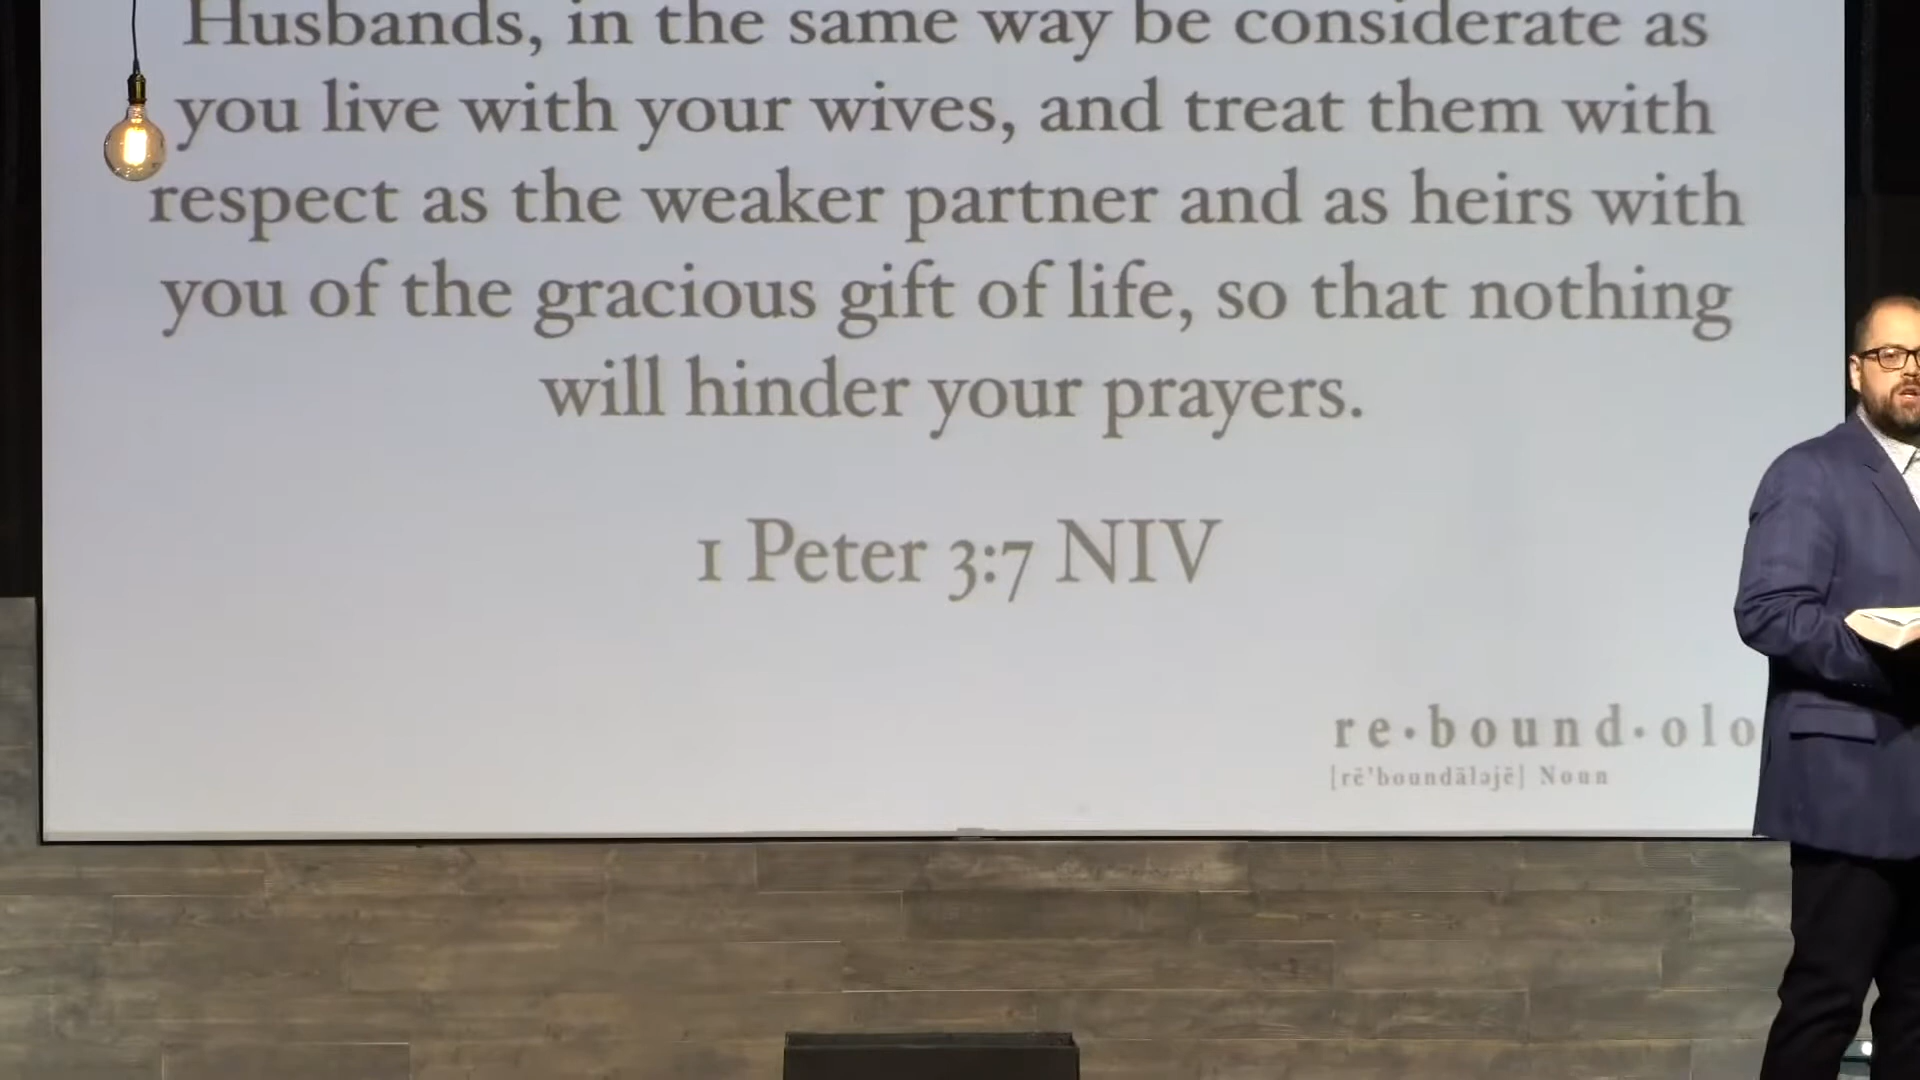 Husbands, in the same way be considerate as
you live with your wives, and treat them with
respect as the weaker partner and as heirs with
you of the gracious gift of life, so that nothing
will hinder your prayers.
1 Peter 3:7 NIV
re•bound•olo
[rē'boundāləjē] Noun